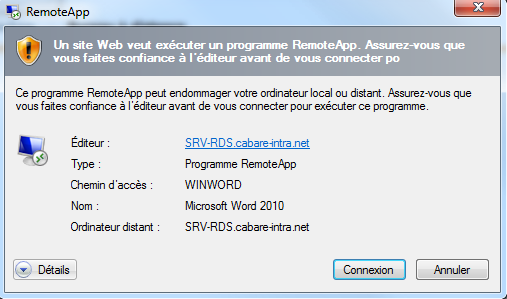 RemoteApp
Un site Web veut exécuter un programme RemoteApp. Assurez-vous que
vous faites confiance à l'éditeur avant de vous connecter po
Ce programme RemoteApp peut endommager votre ordinateur local ou distant. Assurez-vous que
vous faites confiance à l'éditeur avant de vous connecter pour exécuter ce programme.
Éditeur : SRV-RDS.cabare-intra.net
Type : Programme RemoteApp
Chemin d'accès : WINWORD
Nom : Microsoft Word 2010
Ordinateur distant : SRV-RDS.cabare-intra.net
Détails Connexion Annuler